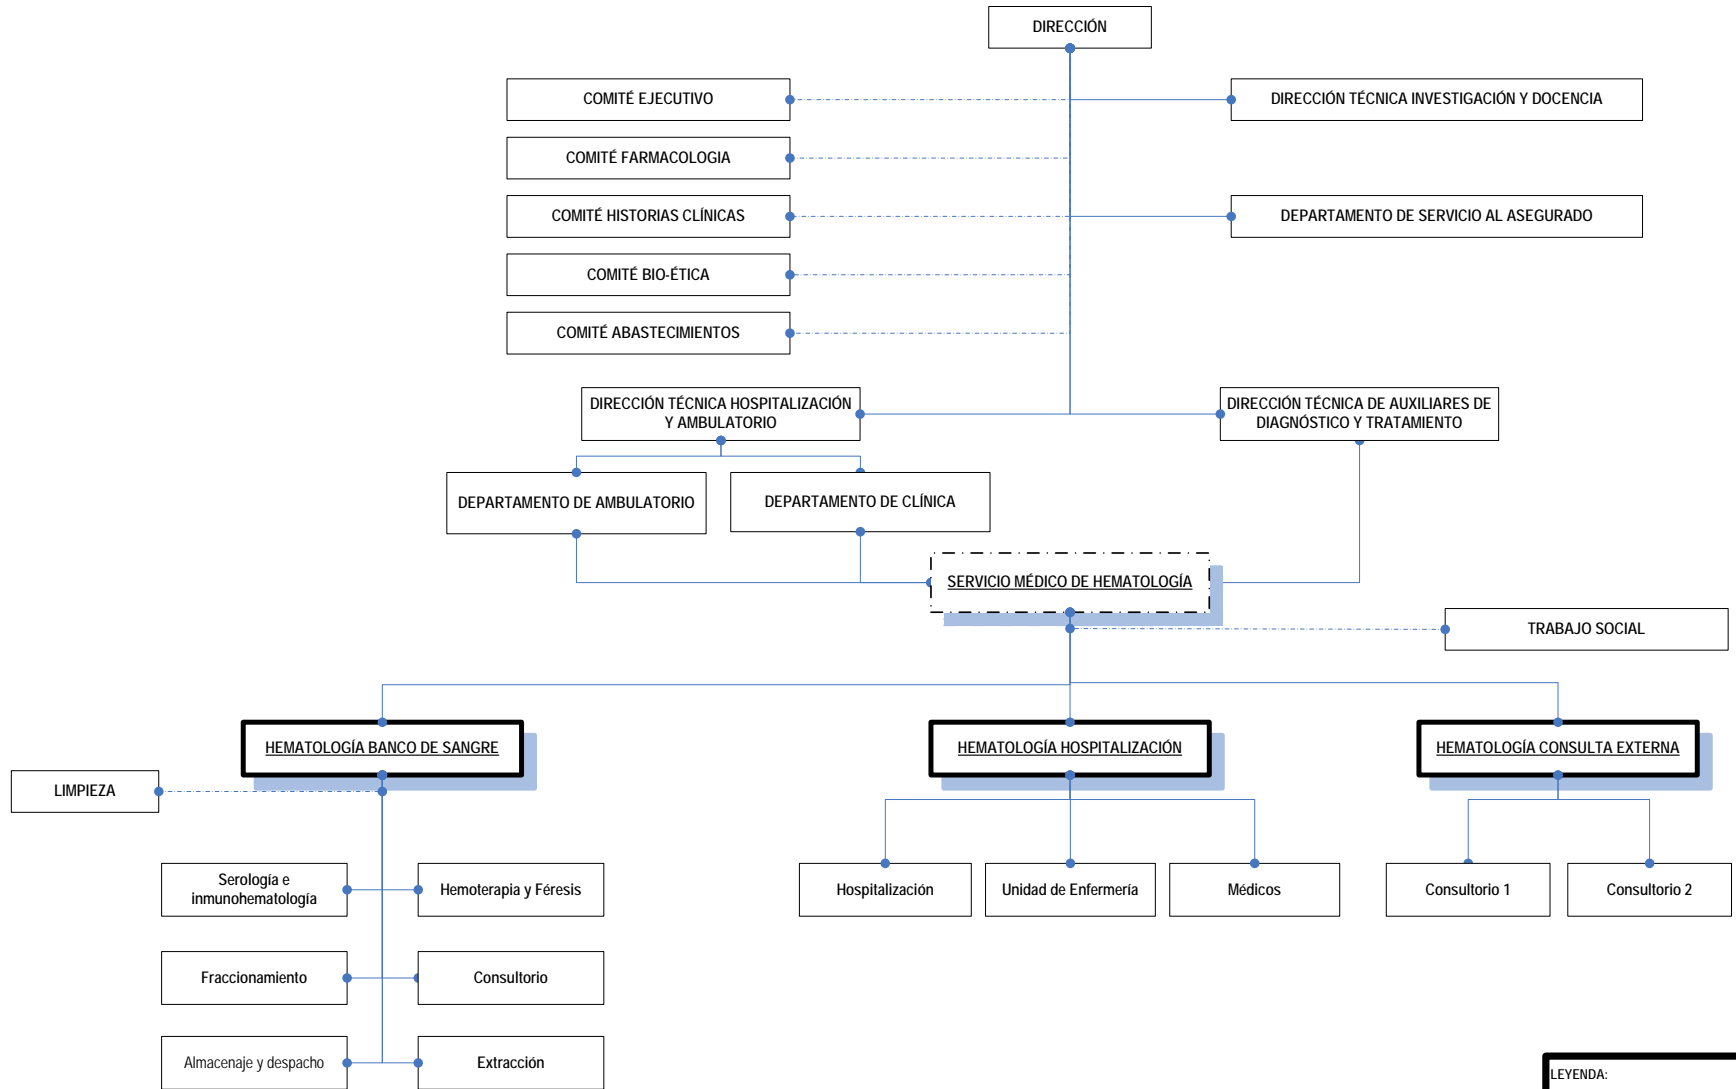 DIRECCIÓN
COMITÉ EJECUTIVO
DIRECCIÓN TÉCNICA INVESTIGACIÓN Y DOCENCIA
COMITÉ FARMACOLOGIA
COMITÉ HISTORIAS CLÍNICAS
DEPARTAMENTO DE SERVICIO AL ASEGURADO
COMITÉ BIO-ÉTICA
COMITÉ ABASTECIMIENTOS
DIRECCIÓN TÉCNICA HOSPITALIZACIÓN
Y AMBULATORIO
DIRECCIÓN TÉCNICA DE AUXILIARES DE
DIAGNÓSTICO Y TRATAMIENTO
DEPARTAMENTO DE AMBULATORIO
DEPARTAMENTO DE CLÍNICA
SERVICIO MÉDICO DE HEMATOLOGÍA
TRABAJO SOCIAL
HEMATOLOGÍA BANCO DE SANGRE
HEMATOLOGÍA HOSPITALIZACIÓN
HEMATOLOGÍA CONSULTA EXTERNA
LIMPIEZA
Serología e
inmunohematología
Hemoterapia y Féresis
Hospitalización
Unidad de Enfermería
Médicos
Consultorio 1
Consultorio 2
Fraccionamiento
Consultorio
Almacenaje y despacho
Extracción
LEYENDA: